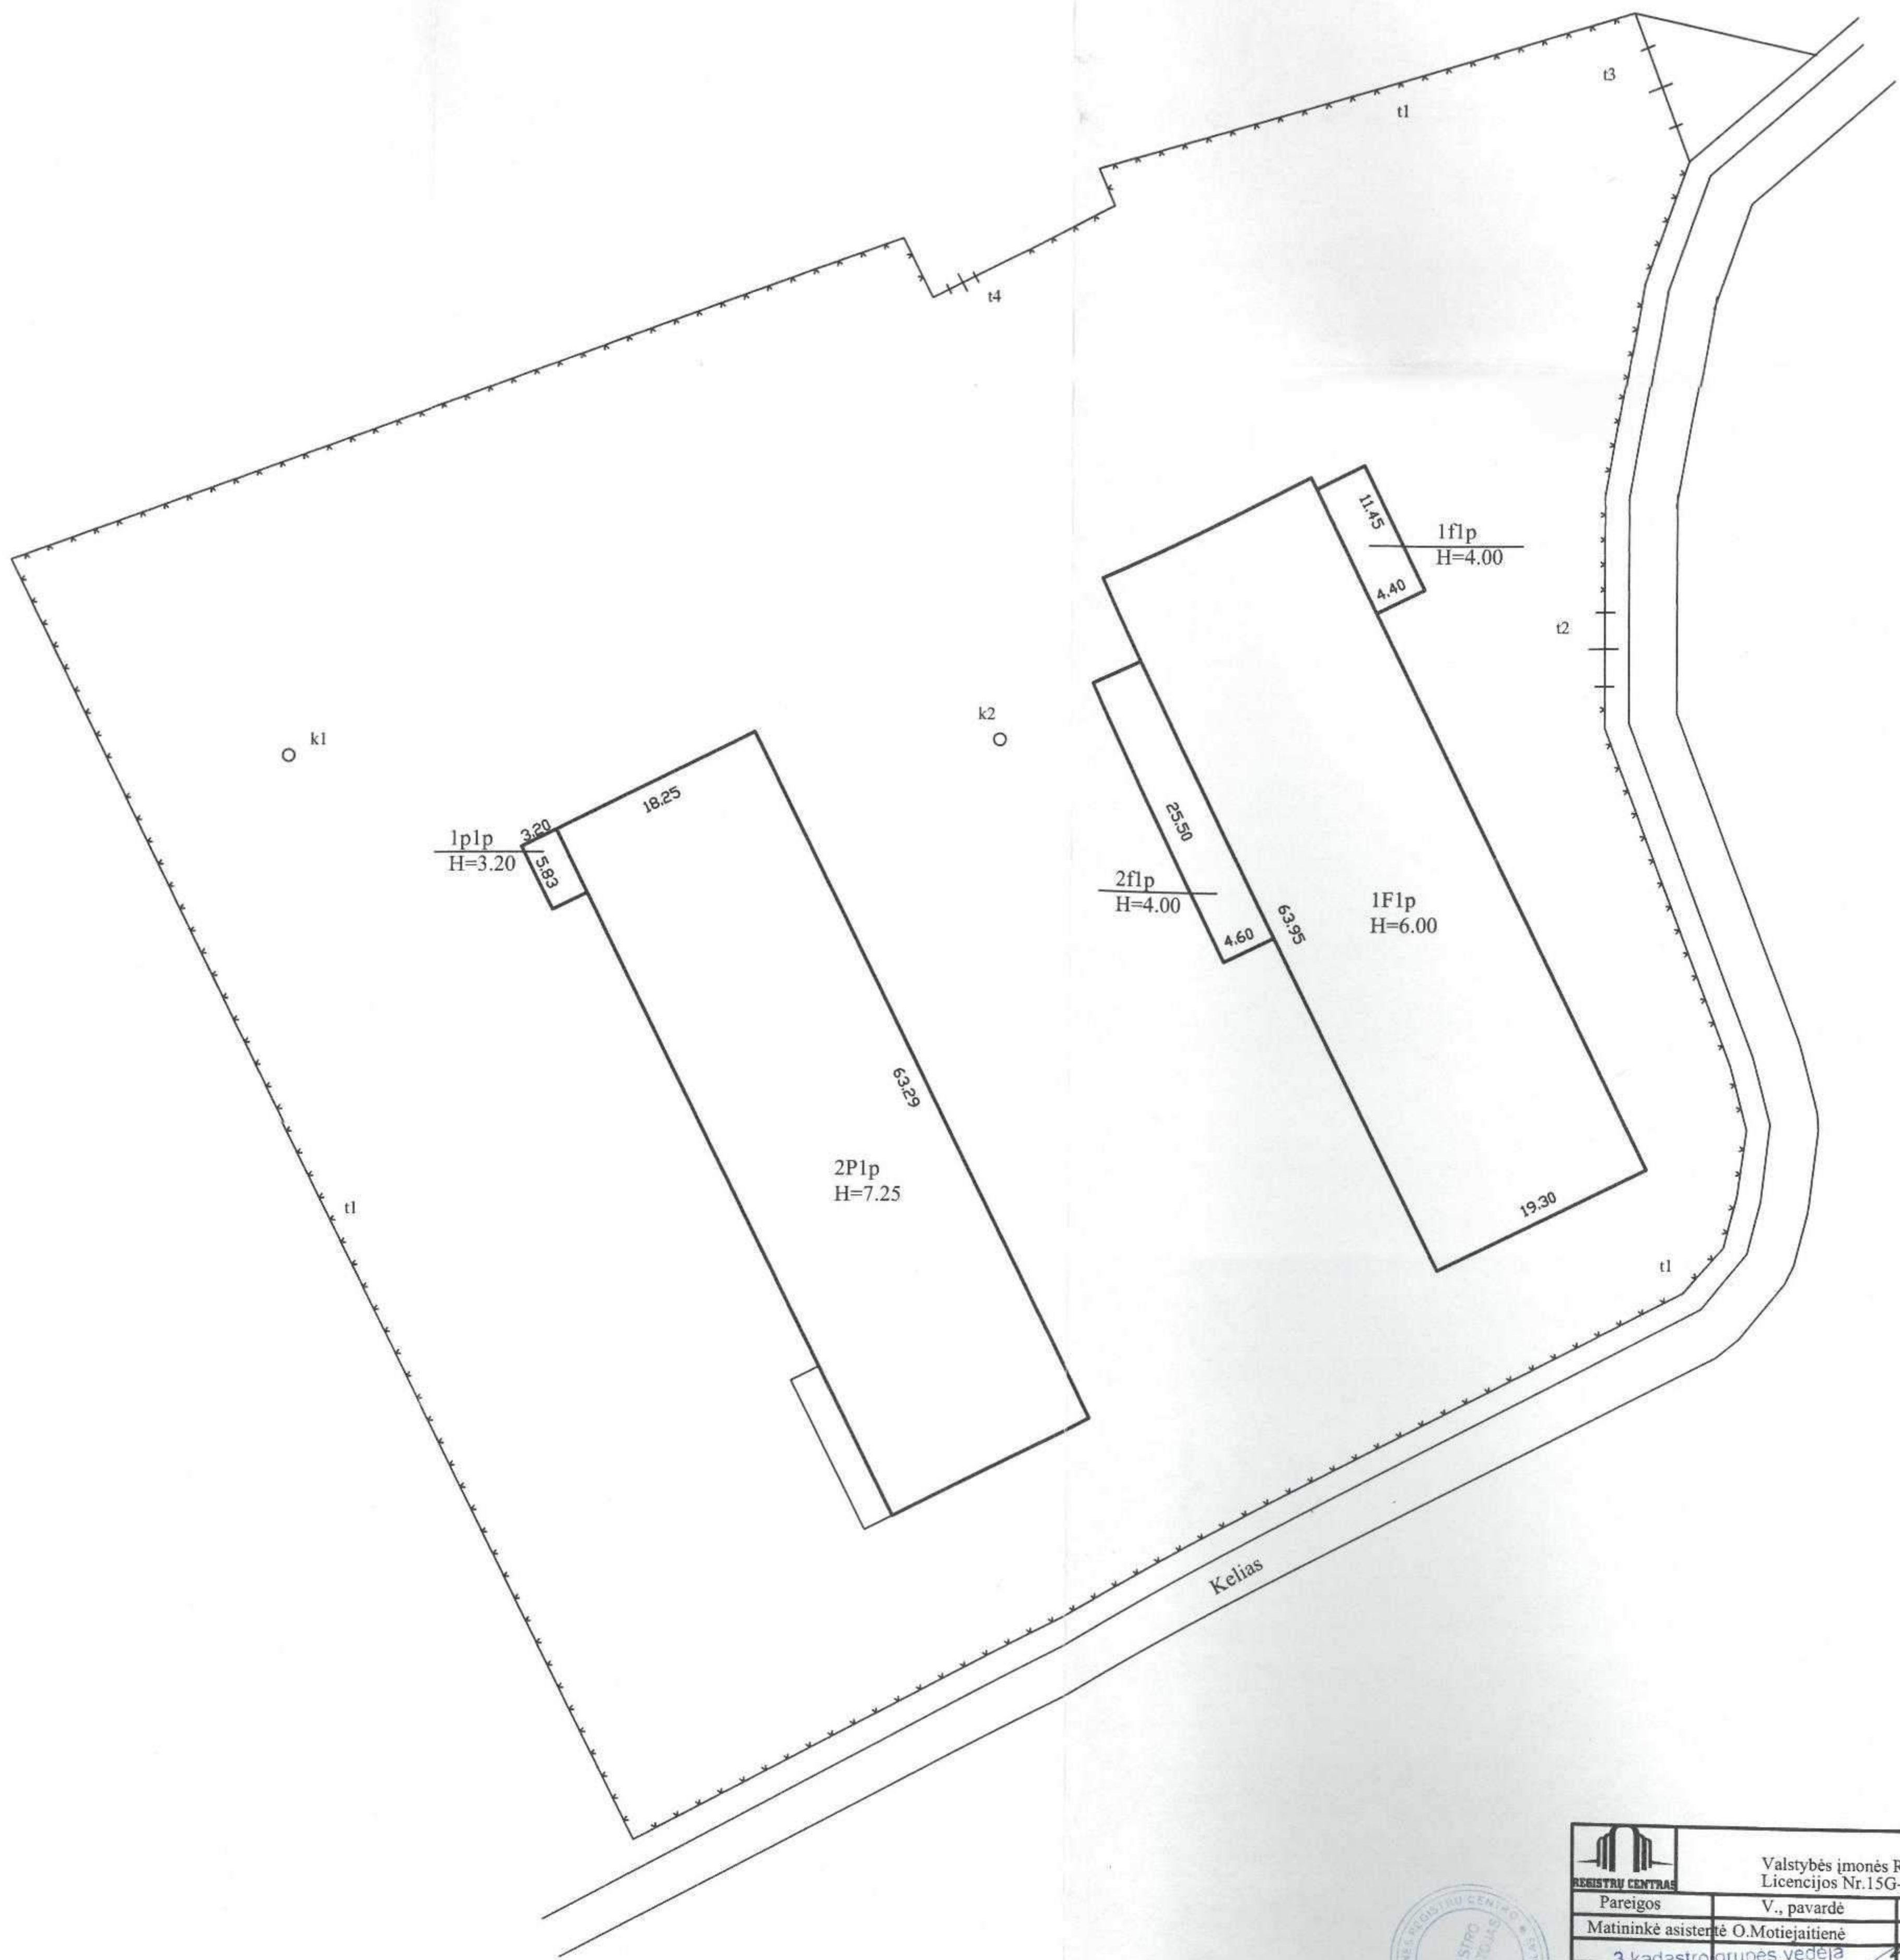 t3
t1
t4
11.45
1f1p
H=4.00
4.40
t2
k2
k1
18.25
3.20
1p1p
H=3.20
5.83
25.50
2f1p
H=4.00
4.60
63.95
1F1p
H=6.00
63.29
2P1p
H=7.25
t1
19.30
t1
Kelias
REGISTRŲ CENTRAS
Valstybės įmonės R
Licencijos Nr.15G-
Pareigos V., pavardė
Matininkė asistentė O.Motiejaitienė
3 kadastro grupės vedėja
REGISTRŲ CENTRO